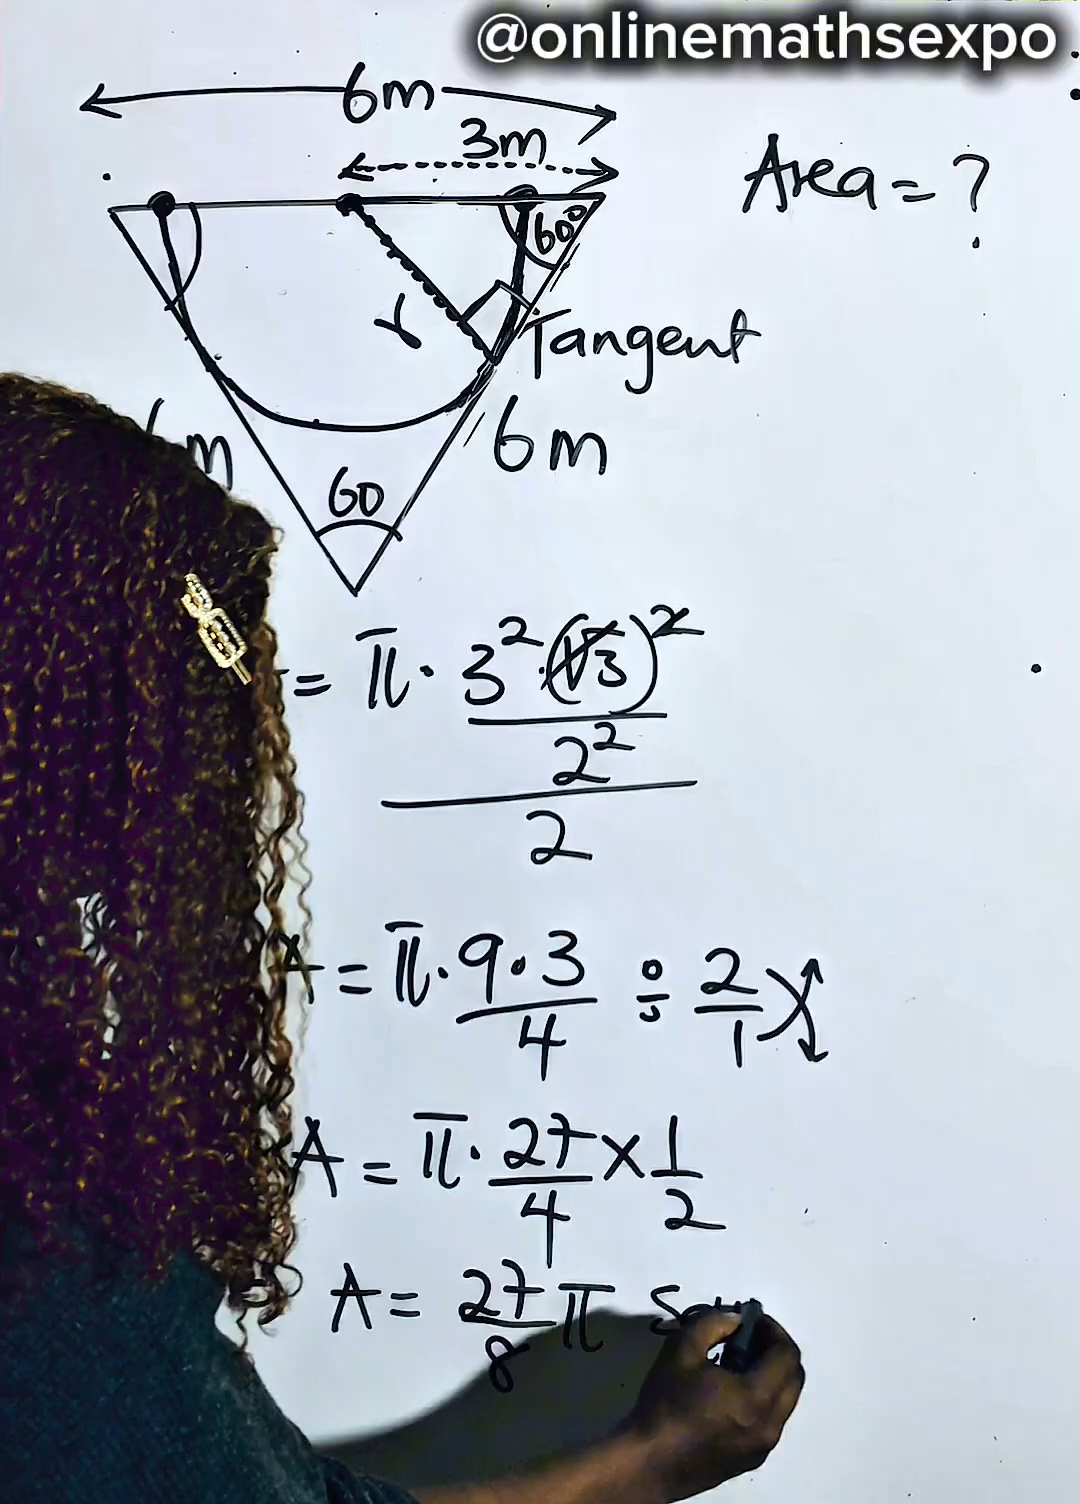 @onlinemathsexpo
6m
3m
Area = ?
60°
r
Tangent
6m
m
60
= π · 3²·(√3)²
2²
2
A = π · 9·3 ÷ 2
4 1
A = π · 27 × 1
4 2
A = 27 π
8